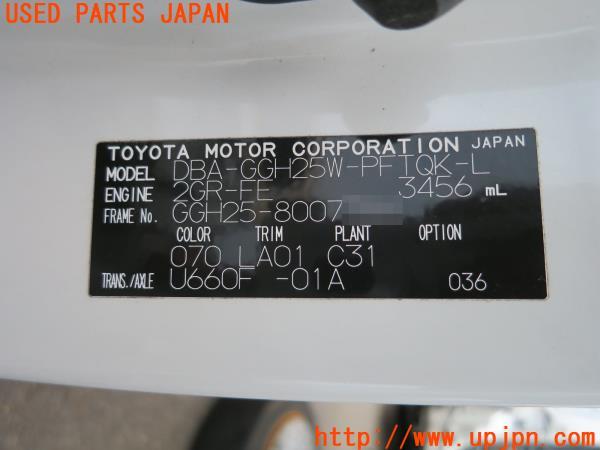 USED PARTS JAPAN
TOYOTA MOTOR CORPORATION JAPAN
MODEL DBA-GGH25W-PFTQK-L
ENGINE 2GR-FE 3456 mL
FRAME No. GGH25-8007
COLOR TRIM PLANT OPTION
070 LA01 C31
TRANS./AXLE U660F -01A 036
http://www.upjpn.com